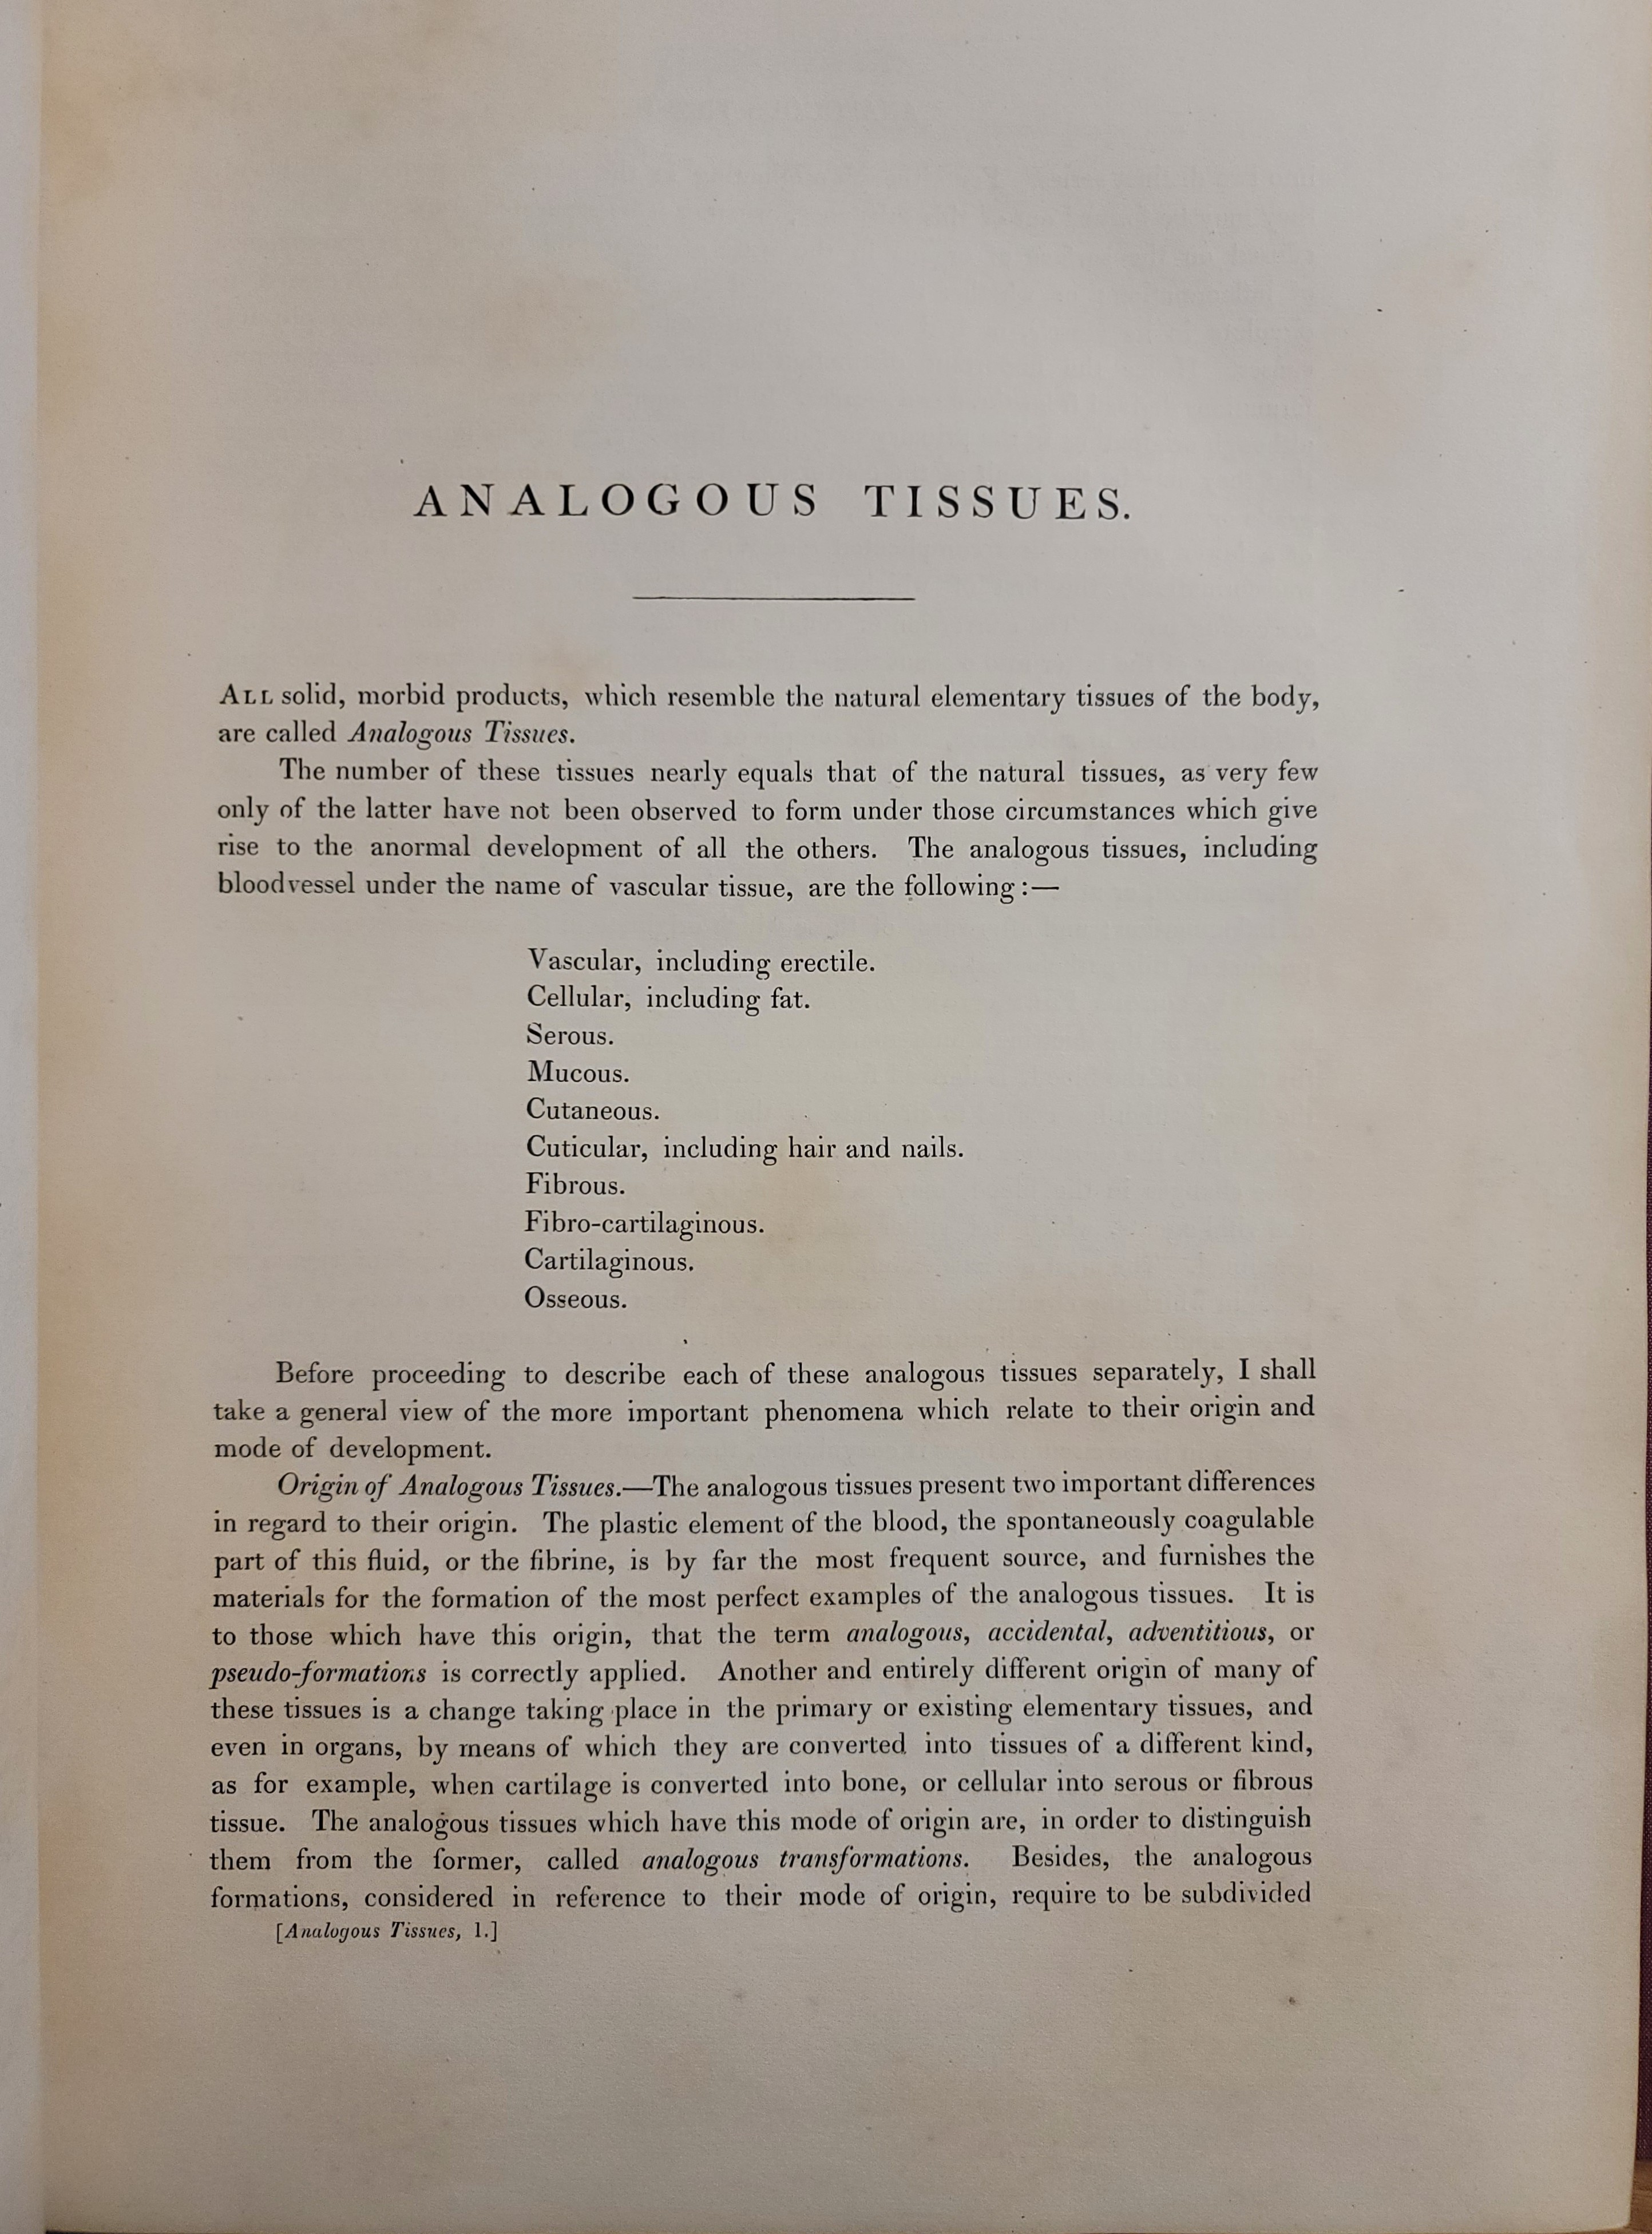 ANALOGOUS TISSUES.
ALL solid, morbid products, which resemble the natural elementary tissues of the body,
are called Analogous Tissues.
The number of these tissues nearly equals that of the natural tissues, as very few
only of the latter have not been observed to form under those circumstances which give
rise to the anormal development of all the others. The analogous tissues, including
bloodvessel under the name of vascular tissue, are the following:—
Vascular, including erectile.
Cellular, including fat.
Serous.
Mucous.
Cutaneous.
Cuticular, including hair and nails.
Fibrous.
Fibro-cartilaginous.
Cartilaginous.
Osseous.
Before proceeding to describe each of these analogous tissues separately, I shall
take a general view of the more important phenomena which relate to their origin and
mode of development.
Origin of Analogous Tissues.—The analogous tissues present two important differences
in regard to their origin. The plastic element of the blood, the spontaneously coagulable
part of this fluid, or the fibrine, is by far the most frequent source, and furnishes the
materials for the formation of the most perfect examples of the analogous tissues. It is
to those which have this origin, that the term analogous, accidental, adventitious, or
pseudo-formations is correctly applied. Another and entirely different origin of many of
these tissues is a change taking place in the primary or existing elementary tissues, and
even in organs, by means of which they are converted into tissues of a different kind,
as for example, when cartilage is converted into bone, or cellular into serous or fibrous
tissue. The analogous tissues which have this mode of origin are, in order to distinguish
them from the former, called analogous transformations. Besides, the analogous
formations, considered in reference to their mode of origin, require to be subdivided
[Analogous Tissues, 1.]